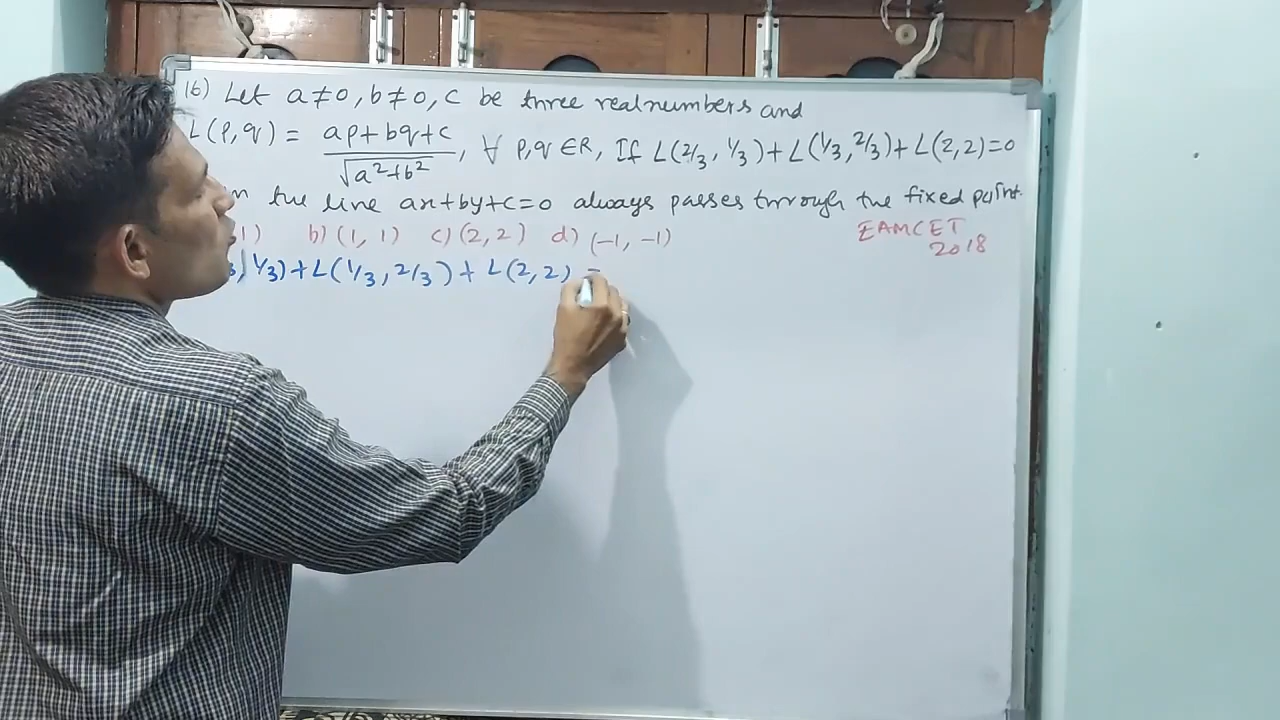 16) Let a≠0, b≠0, c be three real numbers and
L(p,q) = (ap+bq+c)/√(a²+b²), ∀ p,q ∈ R, If L(2/3, 1/3)+L(1/3, 2/3)+L(2,2)=0
the line ax+by+c=0 always passes through the fixed point.
1) b) (1, 1) c) (2, 2) d) (-1, -1) EAMCET 2018
1/3)+L(1/3, 2/3)+L(2,2) =